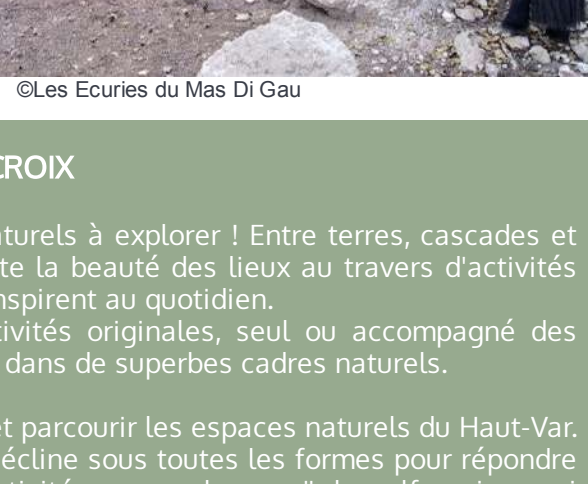 ©Les Ecuries du Mas Di Gau
CROIX
aturels à explorer ! Entre terres, cascades et
te la beauté des lieux au travers d'activités
nspirent au quotidien.
tivités originales, seul ou accompagné des
dans de superbes cadres naturels.
et parcourir les espaces naturels du Haut-Var.
écline sous toutes les formes pour répondre